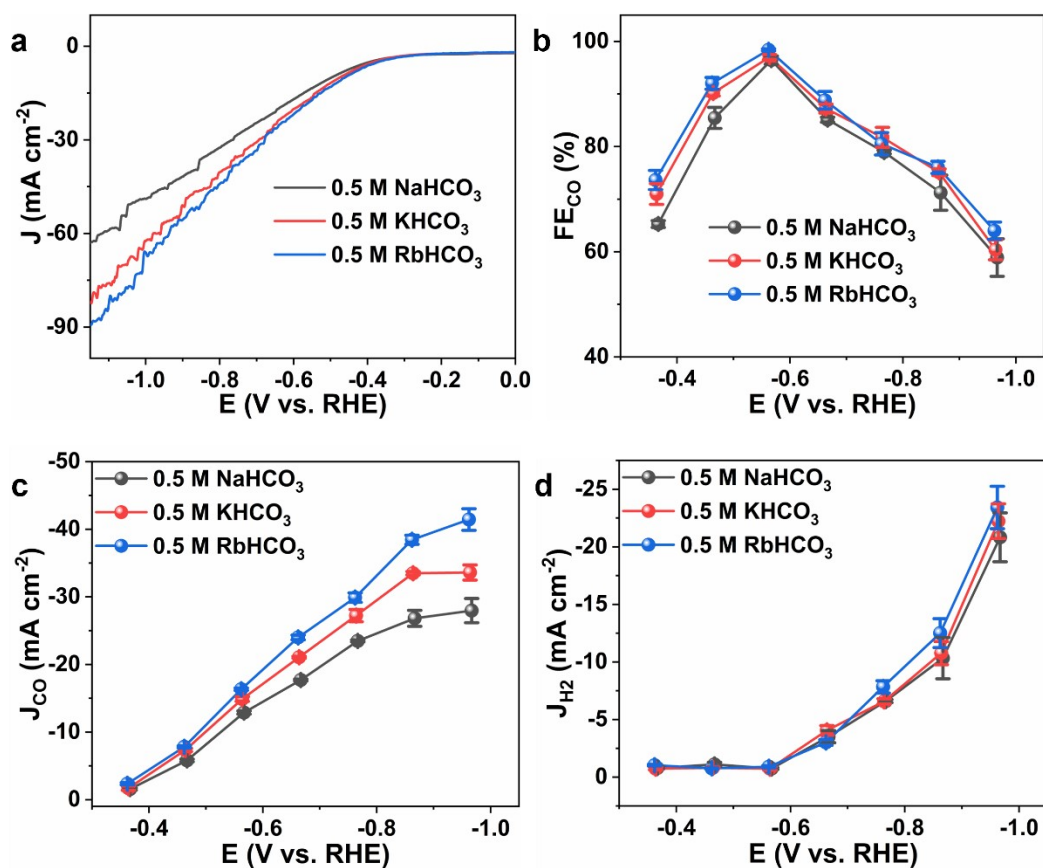 a
0
-30
-60
-90
J (mA cm⁻²)
0.5 M NaHCO₃
0.5 M KHCO₃
0.5 M RbHCO₃
-1.0
-0.8
-0.6
-0.4
-0.2
0.0
E (V vs. RHE)
b
100
80
60
40
FE_CO (%)
0.5 M NaHCO₃
0.5 M KHCO₃
0.5 M RbHCO₃
-0.4
-0.6
-0.8
-1.0
E (V vs. RHE)
c
-50
-40
-30
-20
-10
0
J_CO (mA cm⁻²)
0.5 M NaHCO₃
0.5 M KHCO₃
0.5 M RbHCO₃
-0.4
-0.6
-0.8
-1.0
E (V vs. RHE)
d
-25
-20
-15
-10
-5
0
J_H2 (mA cm⁻²)
0.5 M NaHCO₃
0.5 M KHCO₃
0.5 M RbHCO₃
-0.4
-0.6
-0.8
-1.0
E (V vs. RHE)